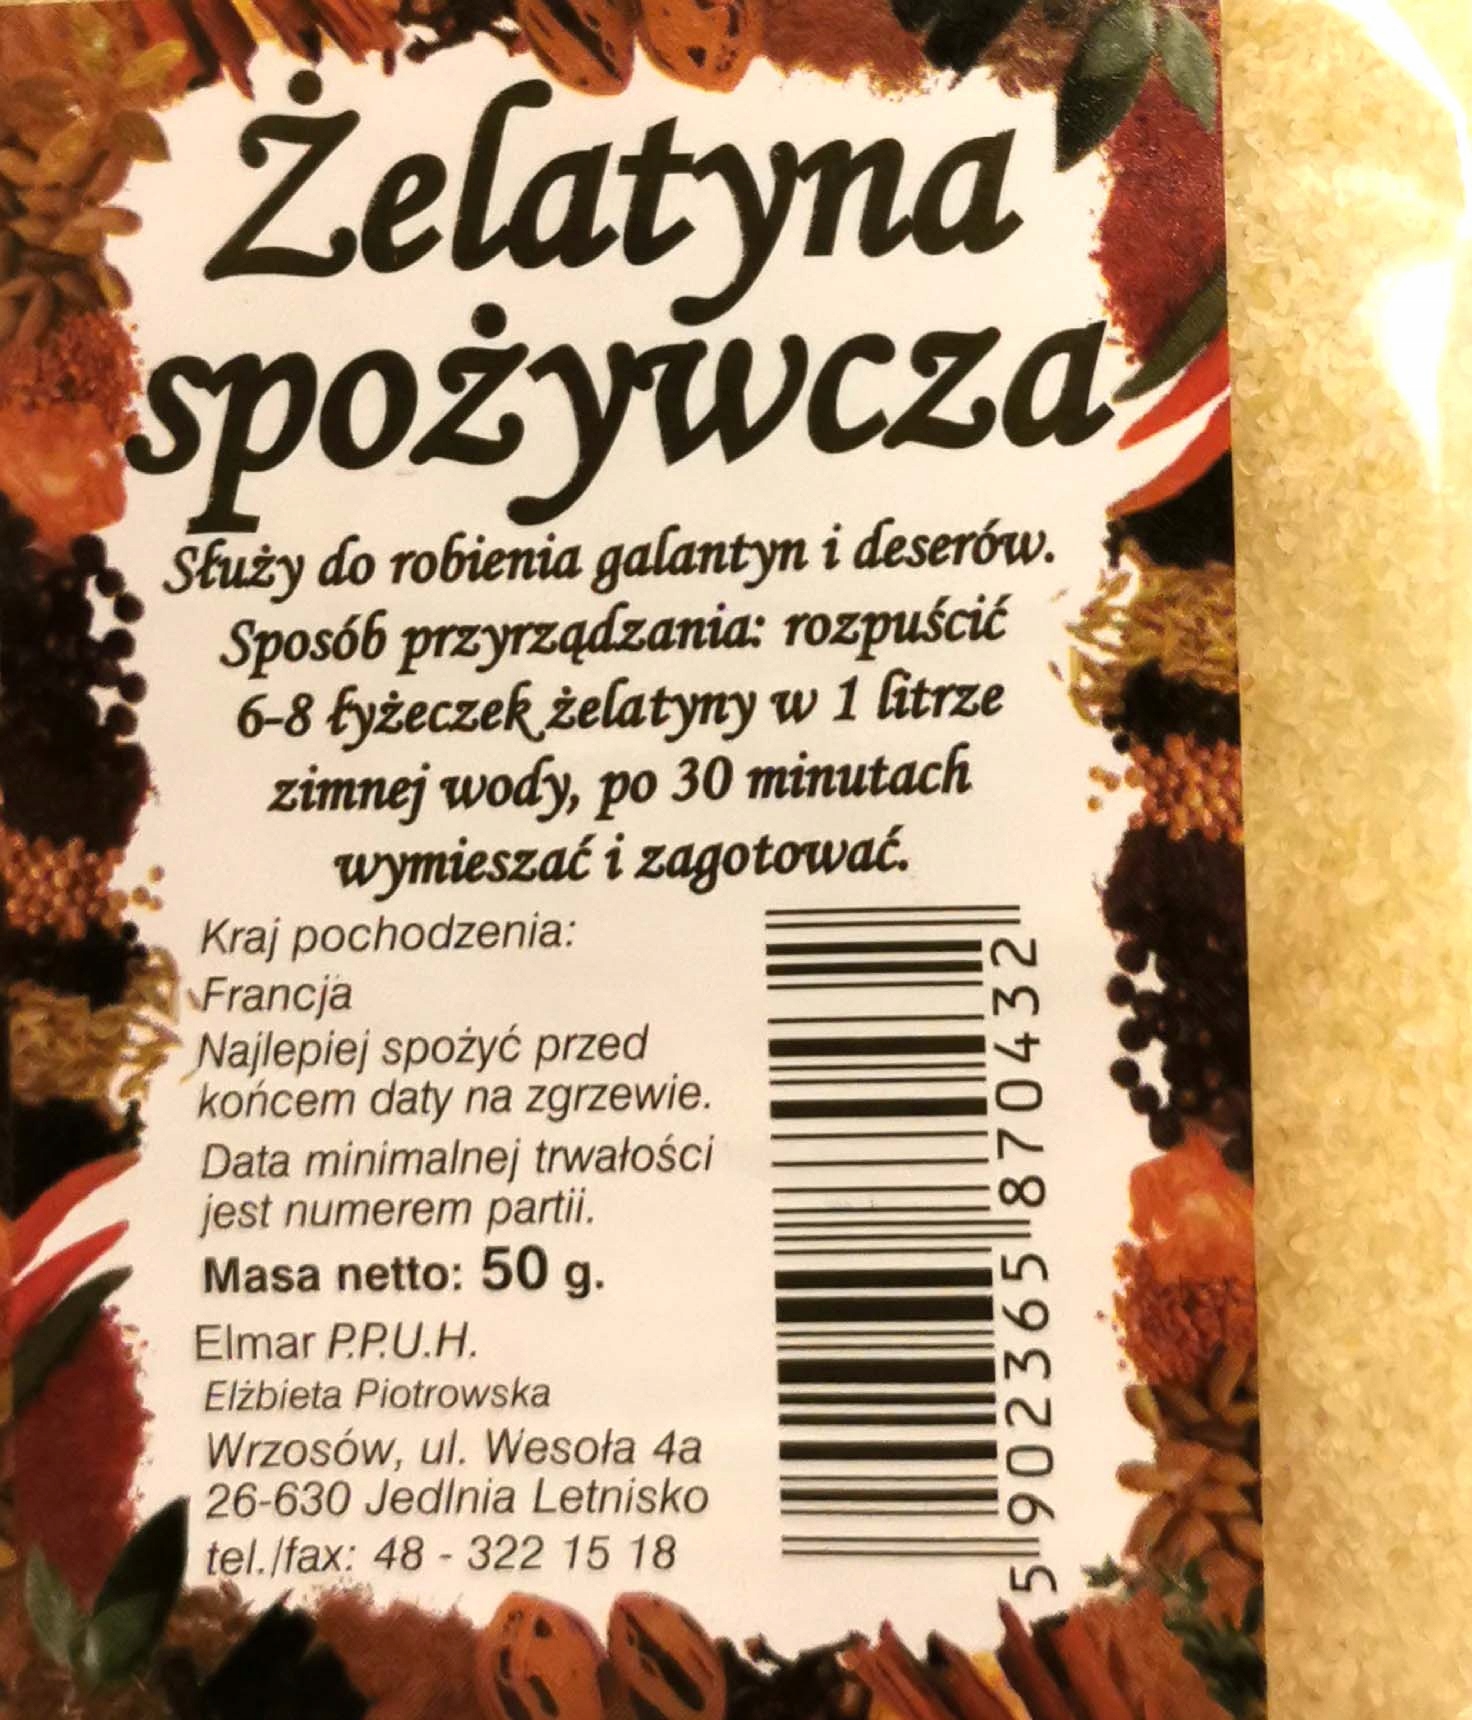 Żelatyna
spożywcza
Służy do robienia galantyn i deserów.
Sposób przyrządzania: rozpuścić
6-8 łyżeczek żelatyny w 1 litrze
zimnej wody, po 30 minutach
wymieszać i zagotować.
Kraj pochodzenia:
Francja
Najlepiej spożyć przed
końcem daty na zgrzewie.
Data minimalnej trwałości
jest numerem partii.
Masa netto: 50 g.
Elmar P.P.U.H.
Elżbieta Piotrowska
Wrzosów, ul. Wesoła 4a
26-630 Jedlnia Letnisko
tel./fax: 48 - 322 15 18
5 902365 870432